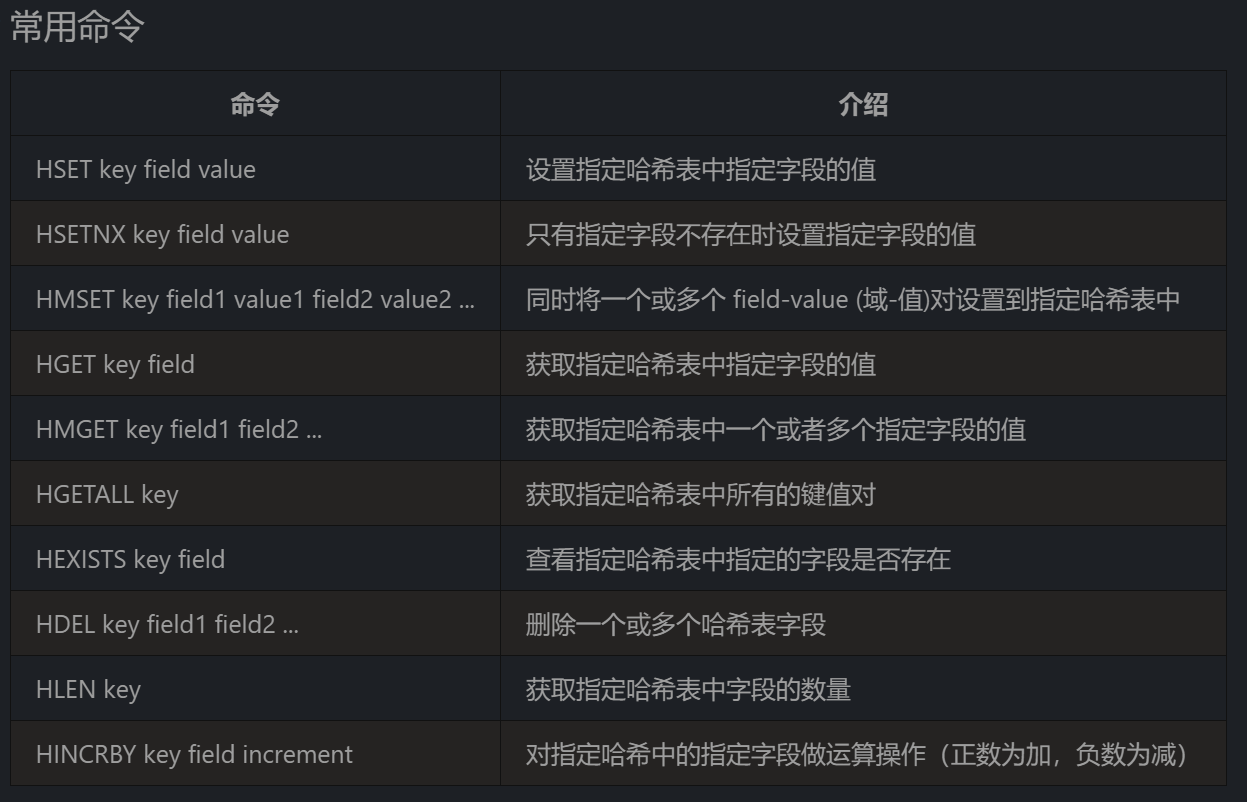 常用命令
命令 介绍
HSET key field value 设置指定哈希表中指定字段的值
HSETNX key field value 只有指定字段不存在时设置指定字段的值
HMSET key field1 value1 field2 value2 ... 同时将一个或多个 field-value (域-值)对设置到指定哈希表中
HGET key field 获取指定哈希表中指定字段的值
HMGET key field1 field2 ... 获取指定哈希表中一个或者多个指定字段的值
HGETALL key 获取指定哈希表中所有的键值对
HEXISTS key field 查看指定哈希表中指定的字段是否存在
HDEL key field1 field2 ... 删除一个或多个哈希表字段
HLEN key 获取指定哈希表中字段的数量
HINCRBY key field increment 对指定哈希中的指定字段做运算操作（正数为加，负数为减）